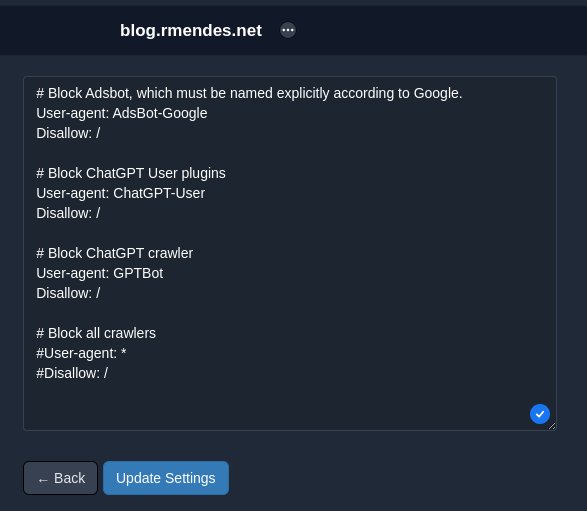 blog.rmendes.net
# Block Adsbot, which must be named explicitly according to Google.
User-agent: AdsBot-Google
Disallow: /
# Block ChatGPT User plugins
User-agent: ChatGPT-User
Disallow: /
# Block ChatGPT crawler
User-agent: GPTBot
Disallow: /
# Block all crawlers
#User-agent: *
#Disallow: /
← Back
Update Settings